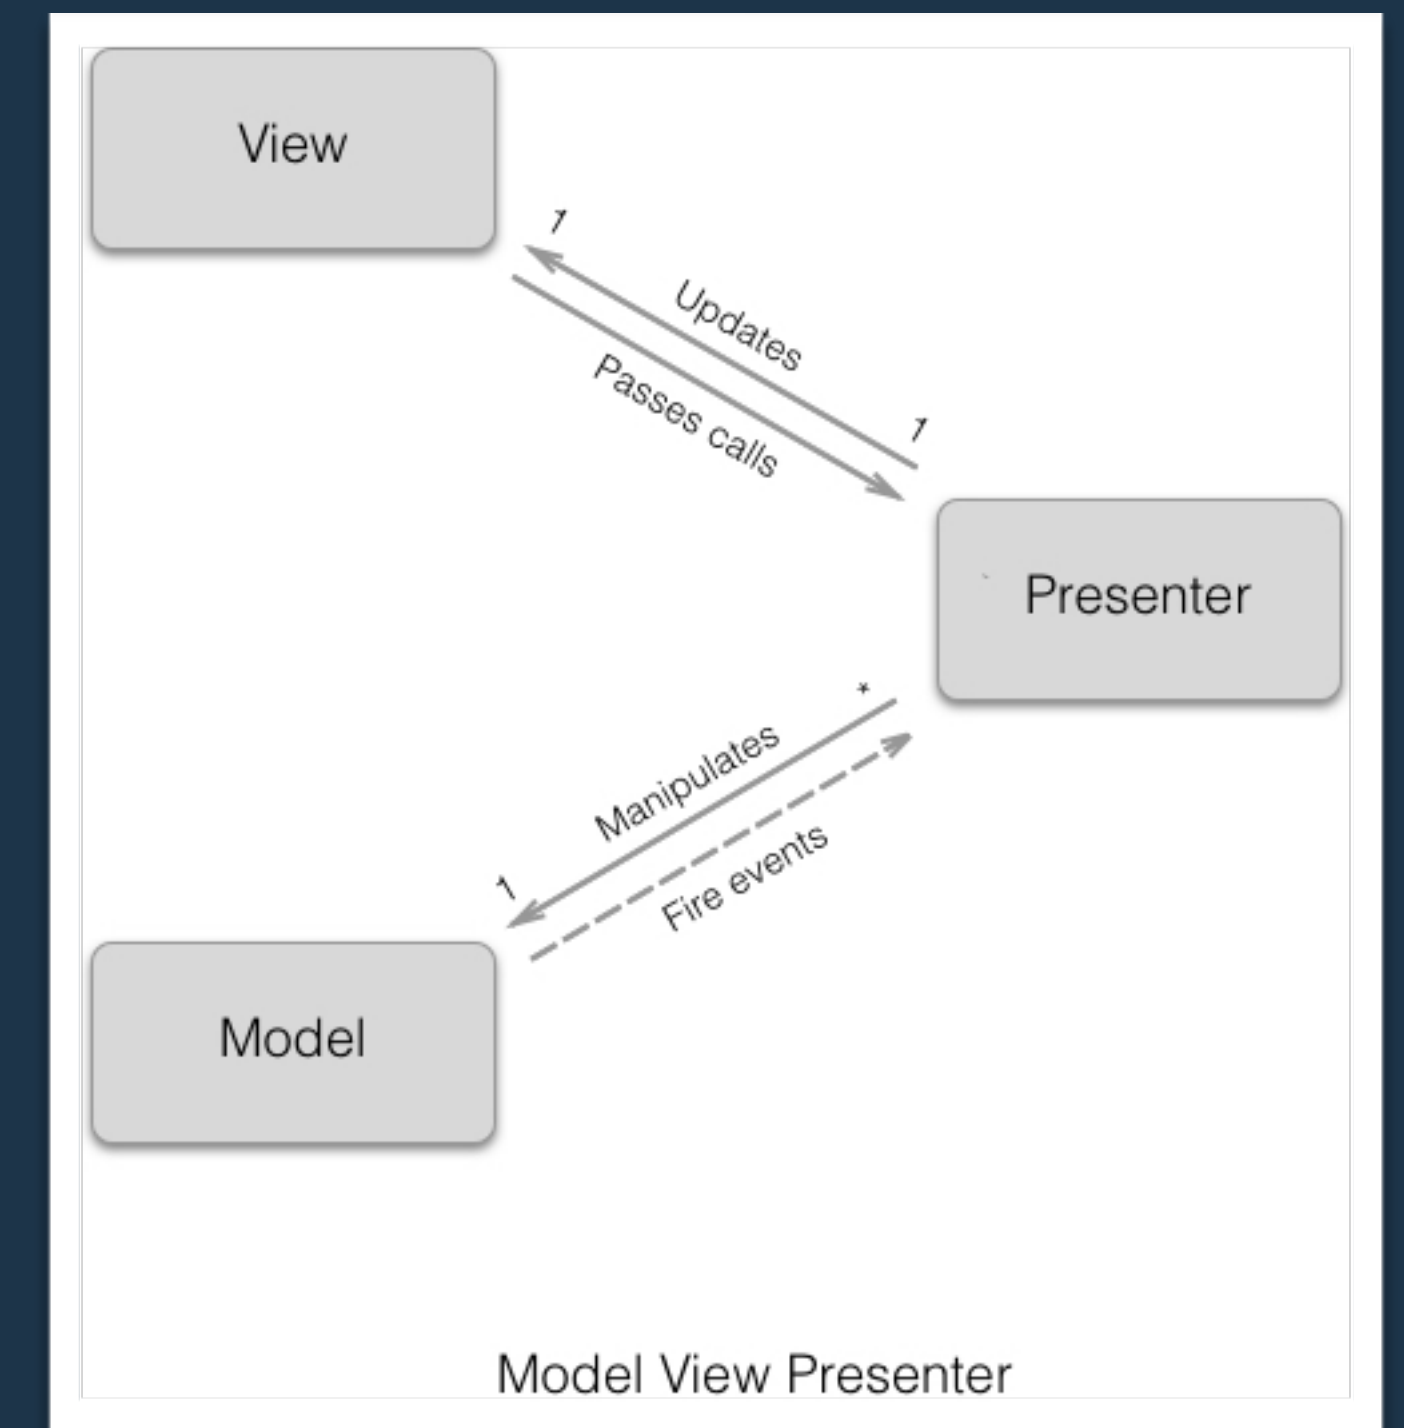 View
1
Updates
Passes calls
1
Presenter
*
Manipulates
Fire events
1
Model
Model View Presenter